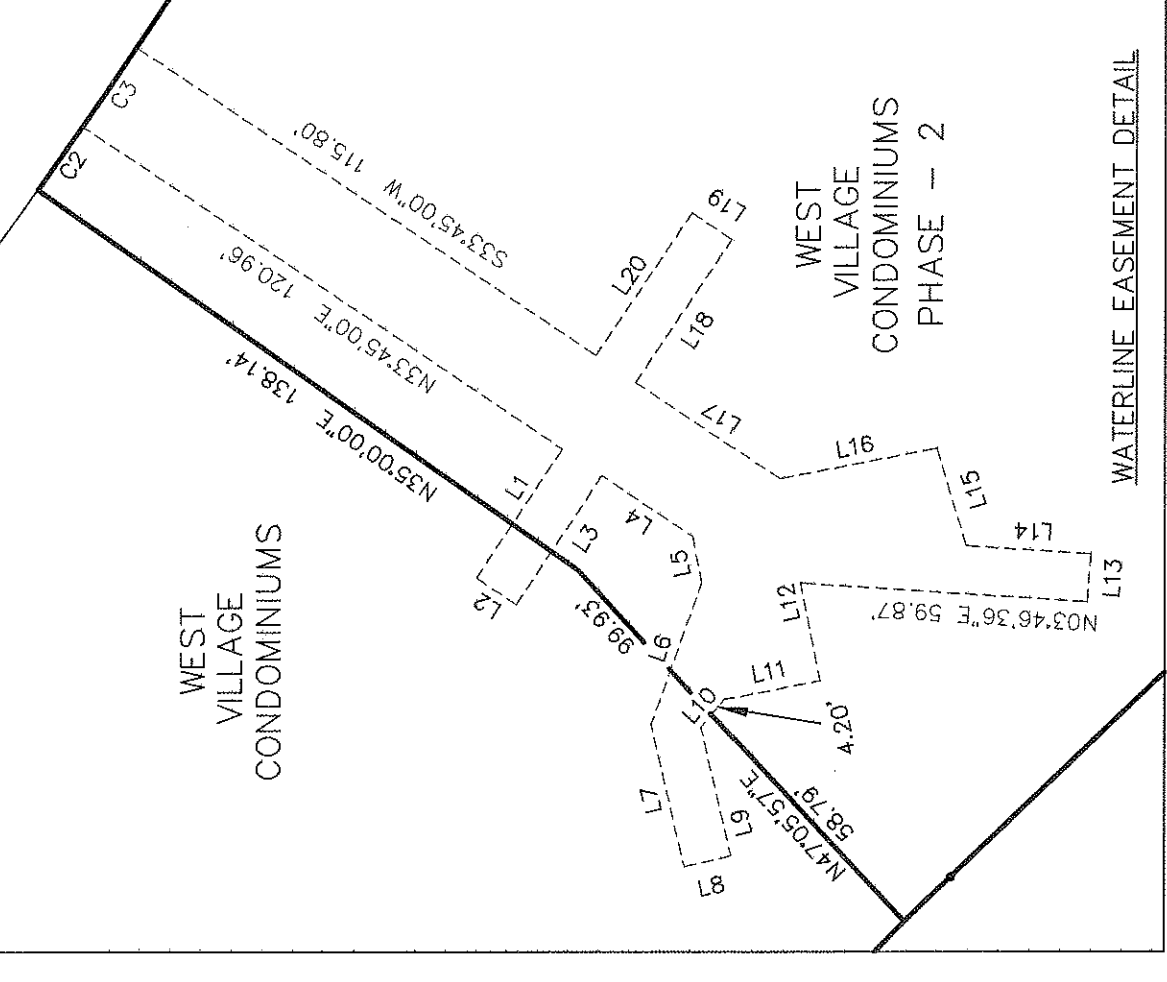 C3
C2
S33°45'00"W 115.80'
N33°45'00"E 120.96'
N35°00'00"E 138.14'
L19
L20
L18
L17
WEST
VILLAGE
CONDOMINIUMS
PHASE - 2
L1
L2
L3
L4
L5
L16
L15
L14
L13
WEST
VILLAGE
CONDOMINIUMS
99.93'
L6
L12
N03°46'36"E 59.87'
L11
L10
4.20'
L7
L9
L8
N47°05'57"E
58.79'
WATERLINE EASEMENT DETAIL